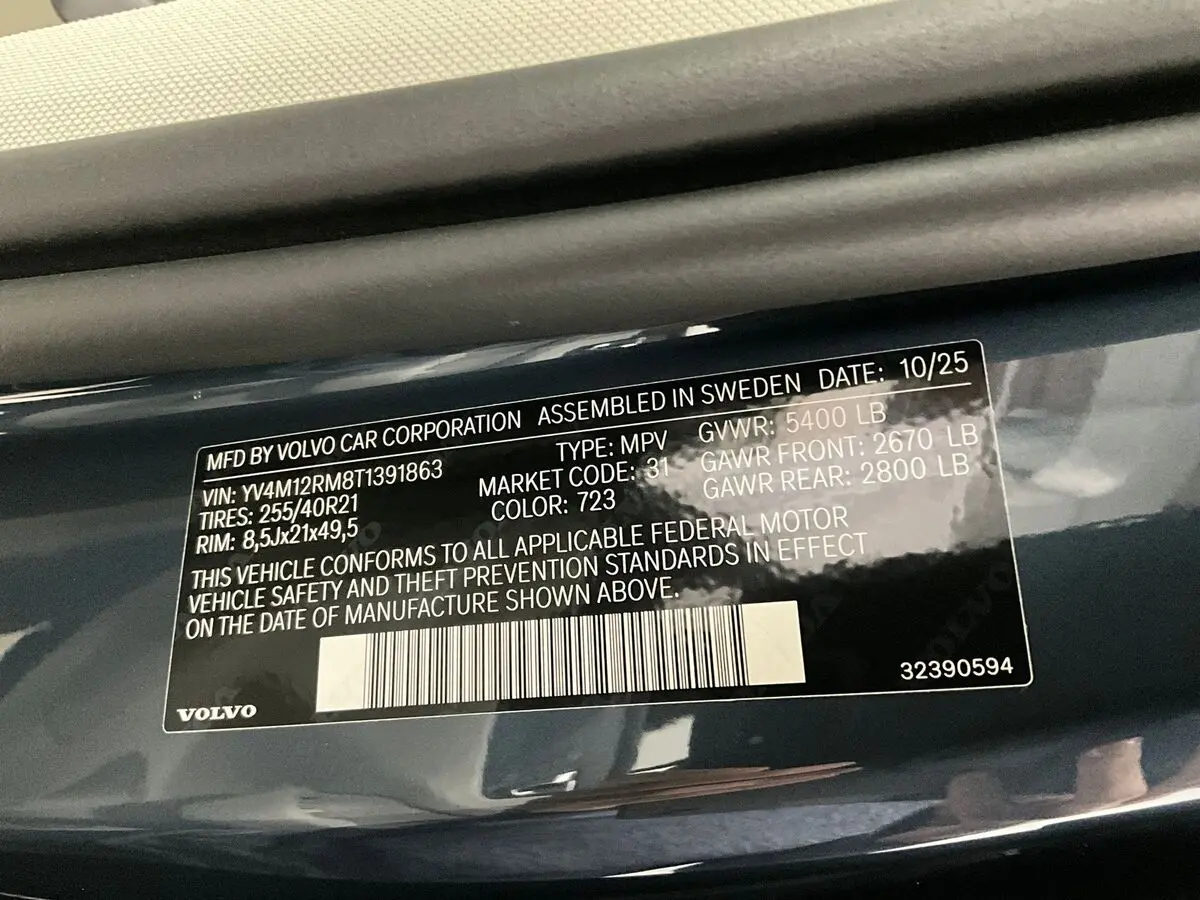 MFD BY VOLVO CAR CORPORATION ASSEMBLED IN SWEDEN DATE: 10/25
VIN: YV4M12RM8T1391863 TYPE: MPV GVWR: 5400 LB
TIRES: 255/40R21 MARKET CODE: 31 GAWR FRONT: 2670 LB
RIM: 8,5Jx21x49,5 COLOR: 723 GAWR REAR: 2800 LB
THIS VEHICLE CONFORMS TO ALL APPLICABLE FEDERAL MOTOR
VEHICLE SAFETY AND THEFT PREVENTION STANDARDS IN EFFECT
ON THE DATE OF MANUFACTURE SHOWN ABOVE.
VOLVO 32390594